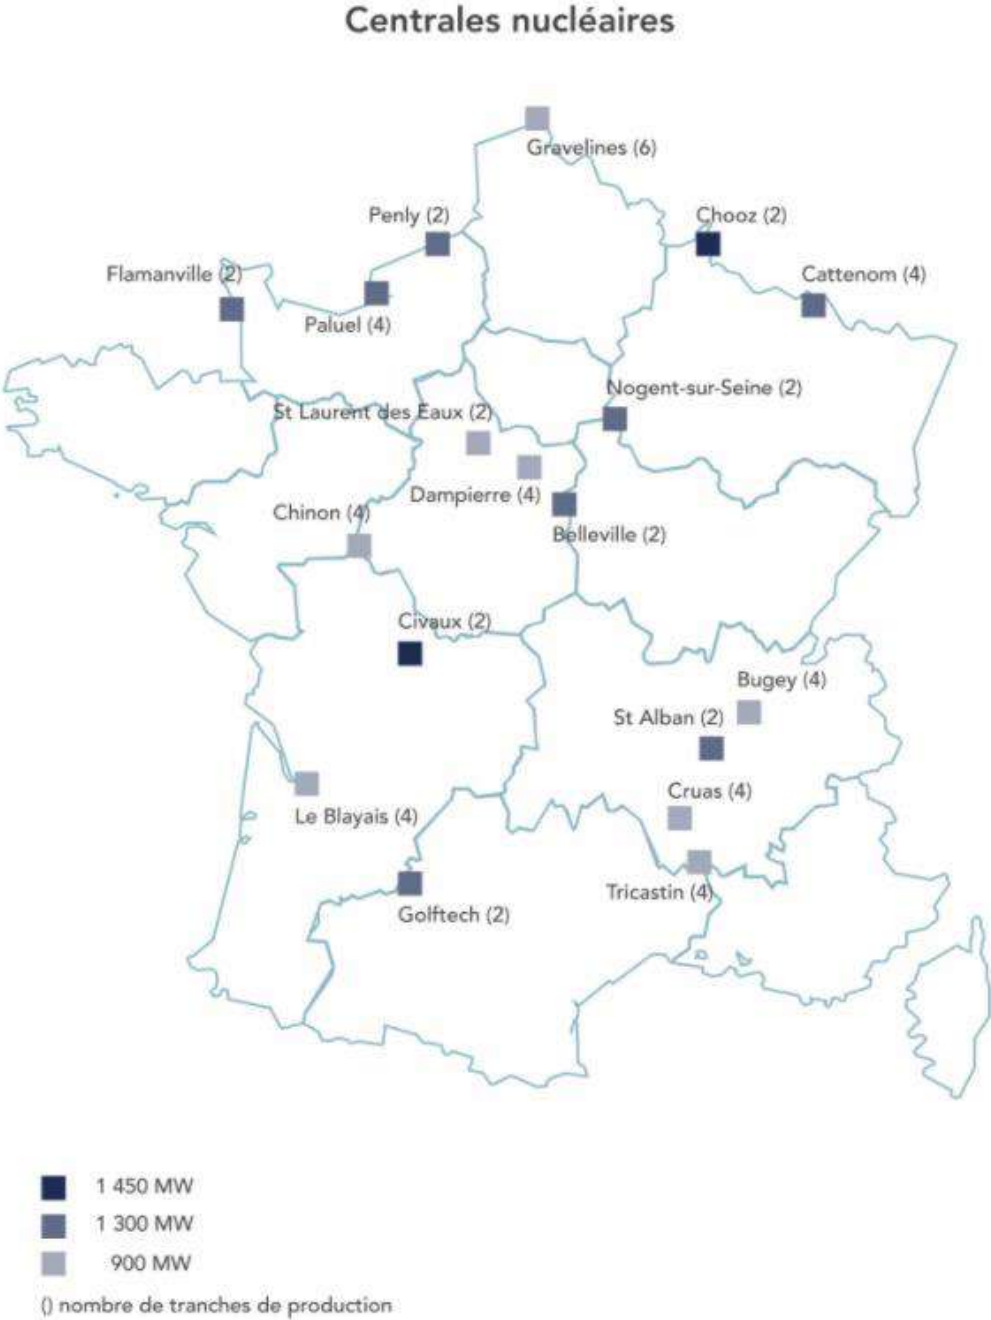 Centrales nucléaires
Gravelines (6)
Penly (2)
Chooz (2)
Flamanville (2)
Cattenom (4)
Paluel (4)
Nogent-sur-Seine (2)
St Laurent des Eaux (2)
Dampierre (4)
Chinon (4)
Belleville (2)
Civaux (2)
Bugey (4)
St Alban (2)
Cruas (4)
Le Blayais (4)
Tricastin (4)
Golftech (2)
1 450 MW
1 300 MW
900 MW
() nombre de tranches de production